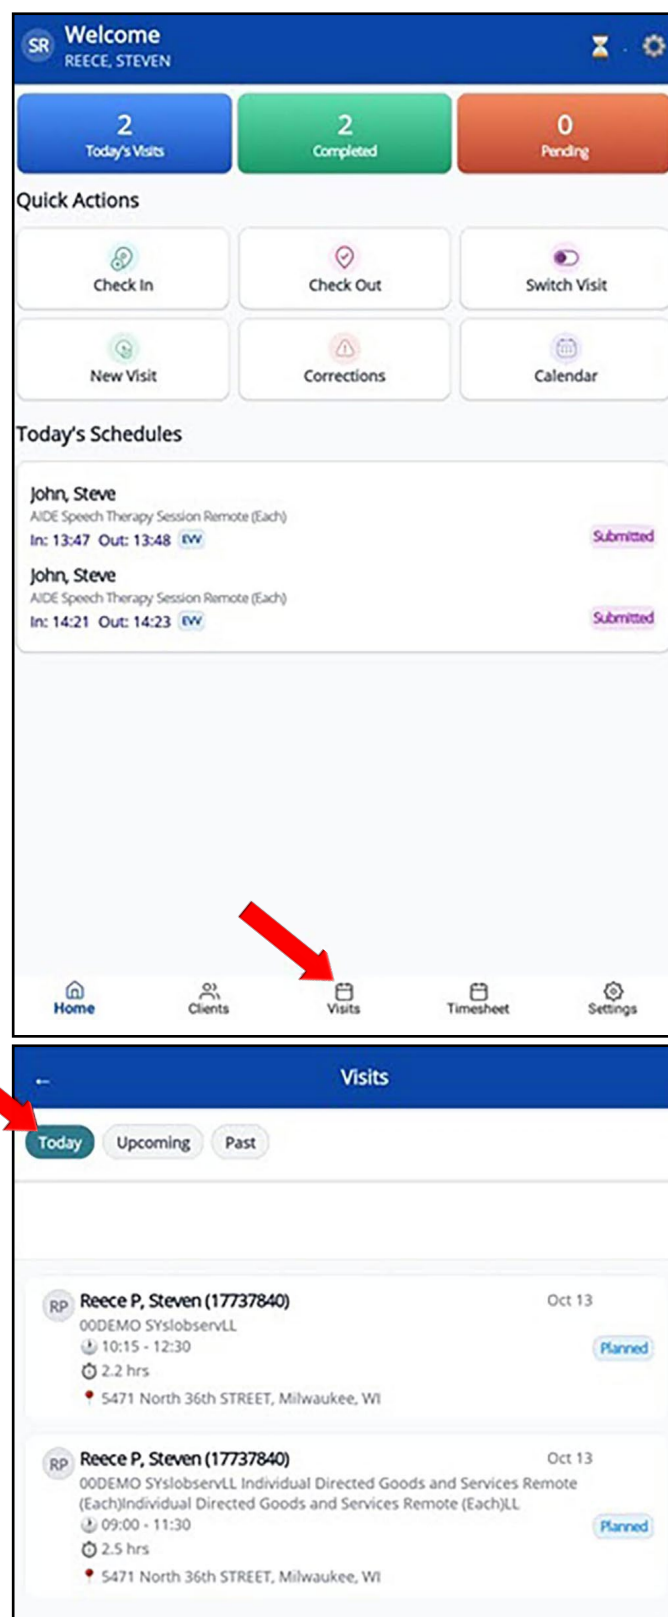 SR
Welcome
REECE, STEVEN
2
Today's Visits
2
Completed
0
Pending
Quick Actions
Check In
Check Out
Switch Visit
New Visit
Corrections
Calendar
Today's Schedules
John, Steve
AIDE Speech Therapy Session Remote (Each)
In: 13:47 Out: 13:48 EVV
Submitted
John, Steve
AIDE Speech Therapy Session Remote (Each)
In: 14:21 Out: 14:23 EVV
Submitted
Home
Clients
Visits
Timesheet
Settings
Visits
Today
Upcoming
Past
RP
Reece P, Steven (17737840)
Oct 13
00DEMO SYslobservLL
10:15 - 12:30
Planned
2.2 hrs
5471 North 36th STREET, Milwaukee, WI
RP
Reece P, Steven (17737840)
Oct 13
00DEMO SYslobservLL Individual Directed Goods and Services Remote
(Each)Individual Directed Goods and Services Remote (Each)LL
09:00 - 11:30
Planned
2.5 hrs
5471 North 36th STREET, Milwaukee, WI